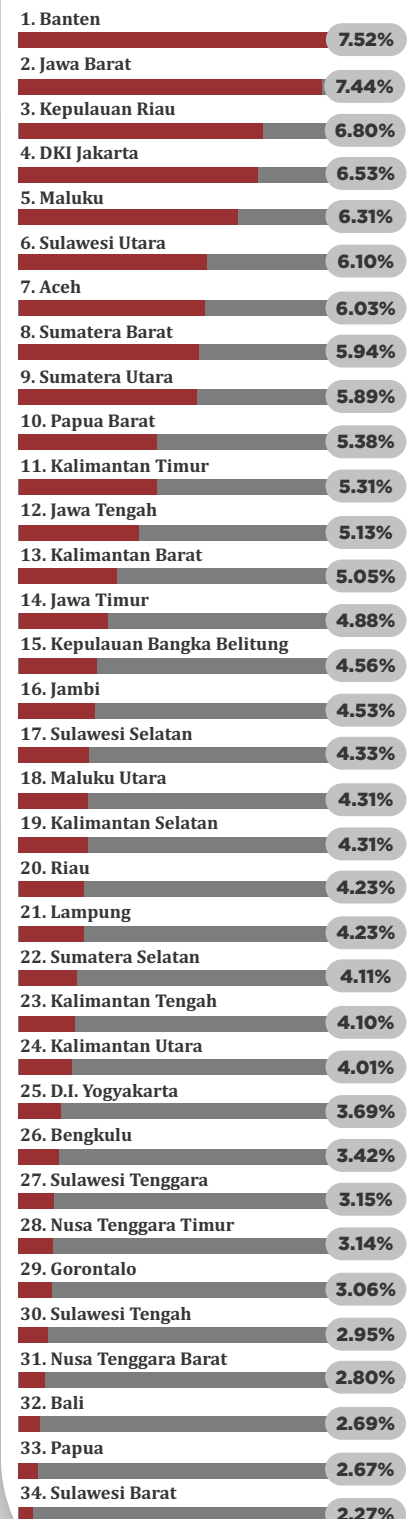 1. Banten
7.52%
2. Jawa Barat
7.44%
3. Kepulauan Riau
6.80%
4. DKI Jakarta
6.53%
5. Maluku
6.31%
6. Sulawesi Utara
6.10%
7. Aceh
6.03%
8. Sumatera Barat
5.94%
9. Sumatera Utara
5.89%
10. Papua Barat
5.38%
11. Kalimantan Timur
5.31%
12. Jawa Tengah
5.13%
13. Kalimantan Barat
5.05%
14. Jawa Timur
4.88%
15. Kepulauan Bangka Belitung
4.56%
16. Jambi
4.53%
17. Sulawesi Selatan
4.33%
18. Maluku Utara
4.31%
19. Kalimantan Selatan
4.31%
20. Riau
4.23%
21. Lampung
4.23%
22. Sumatera Selatan
4.11%
23. Kalimantan Tengah
4.10%
24. Kalimantan Utara
4.01%
25. D.I. Yogyakarta
3.69%
26. Bengkulu
3.42%
27. Sulawesi Tenggara
3.15%
28. Nusa Tenggara Timur
3.14%
29. Gorontalo
3.06%
30. Sulawesi Tengah
2.95%
31. Nusa Tenggara Barat
2.80%
32. Bali
2.69%
33. Papua
2.67%
34. Sulawesi Barat
2.27%